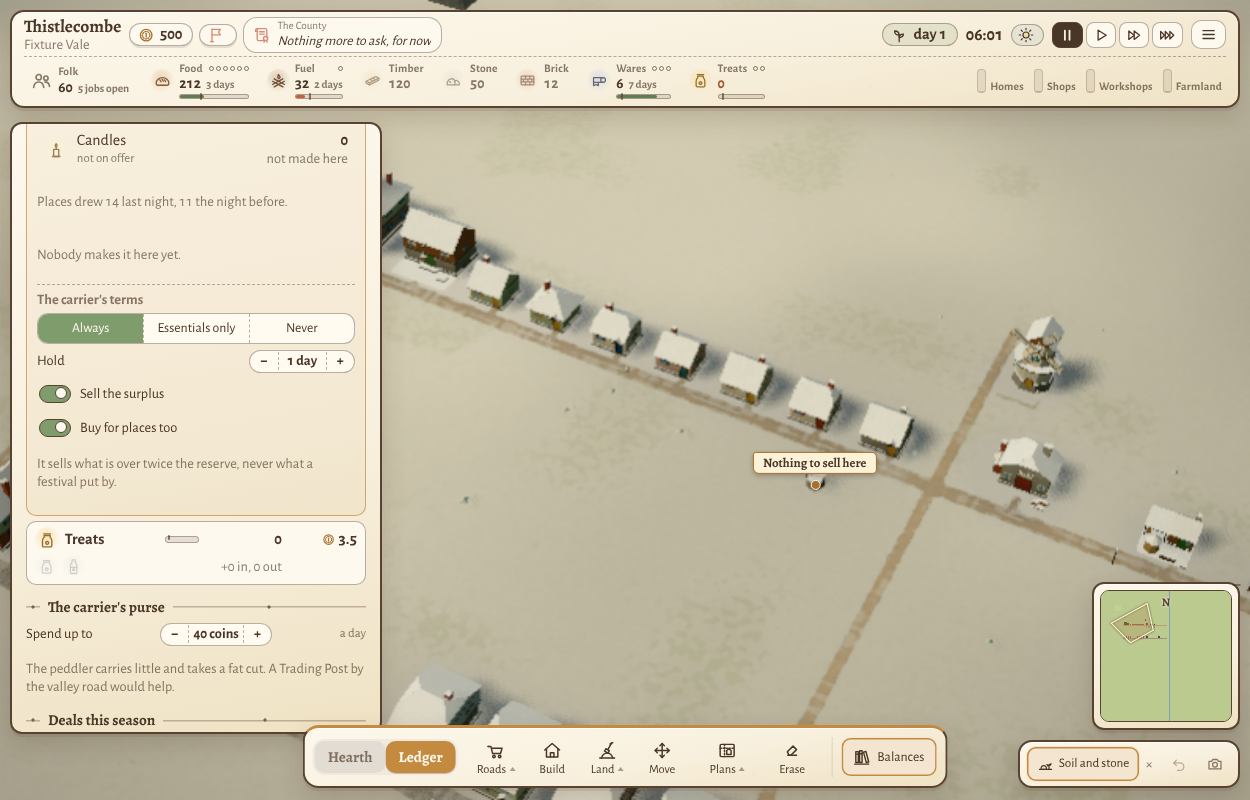 Thistlecombe
Fixture Vale
500
The County
Nothing more to ask, for now
day 1
06:01
Folk
60 5 jobs open
Food
212 3 days
Fuel
32 2 days
Timber
120
Stone
50
Brick
12
Wares
6 7 days
Treats
0
Homes
Shops
Workshops
Farmland
Candles
0
not on offer
not made here
Places drew 14 last night, 11 the night before.
Nobody makes it here yet.
The carrier's terms
Always
Essentials only
Never
Hold
− 1 day +
Sell the surplus
Buy for places too
It sells what is over twice the reserve, never what a
festival put by.
Treats
0
3.5
+0 in, 0 out
The carrier's purse
Spend up to
− 40 coins +
a day
The peddler carries little and takes a fat cut. A Trading Post by
the valley road would help.
Deals this season
Nothing to sell here
N
Hearth
Ledger
Roads
Build
Land
Move
Plans
Erase
Balances
Soil and stone
×